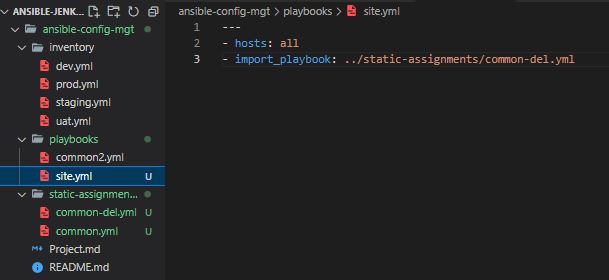 ANSIBLE-JENK...
ansible-config-mgt
inventory
dev.yml
prod.yml
staging.yml
uat.yml
playbooks
common2.yml
site.yml U
static-assignmen...
common-del.yml U
common.yml U
Project.md
README.md
ansible-config-mgt > playbooks > site.yml
1 ---
2 - hosts: all
3 - import_playbook: ../static-assignments/common-del.yml